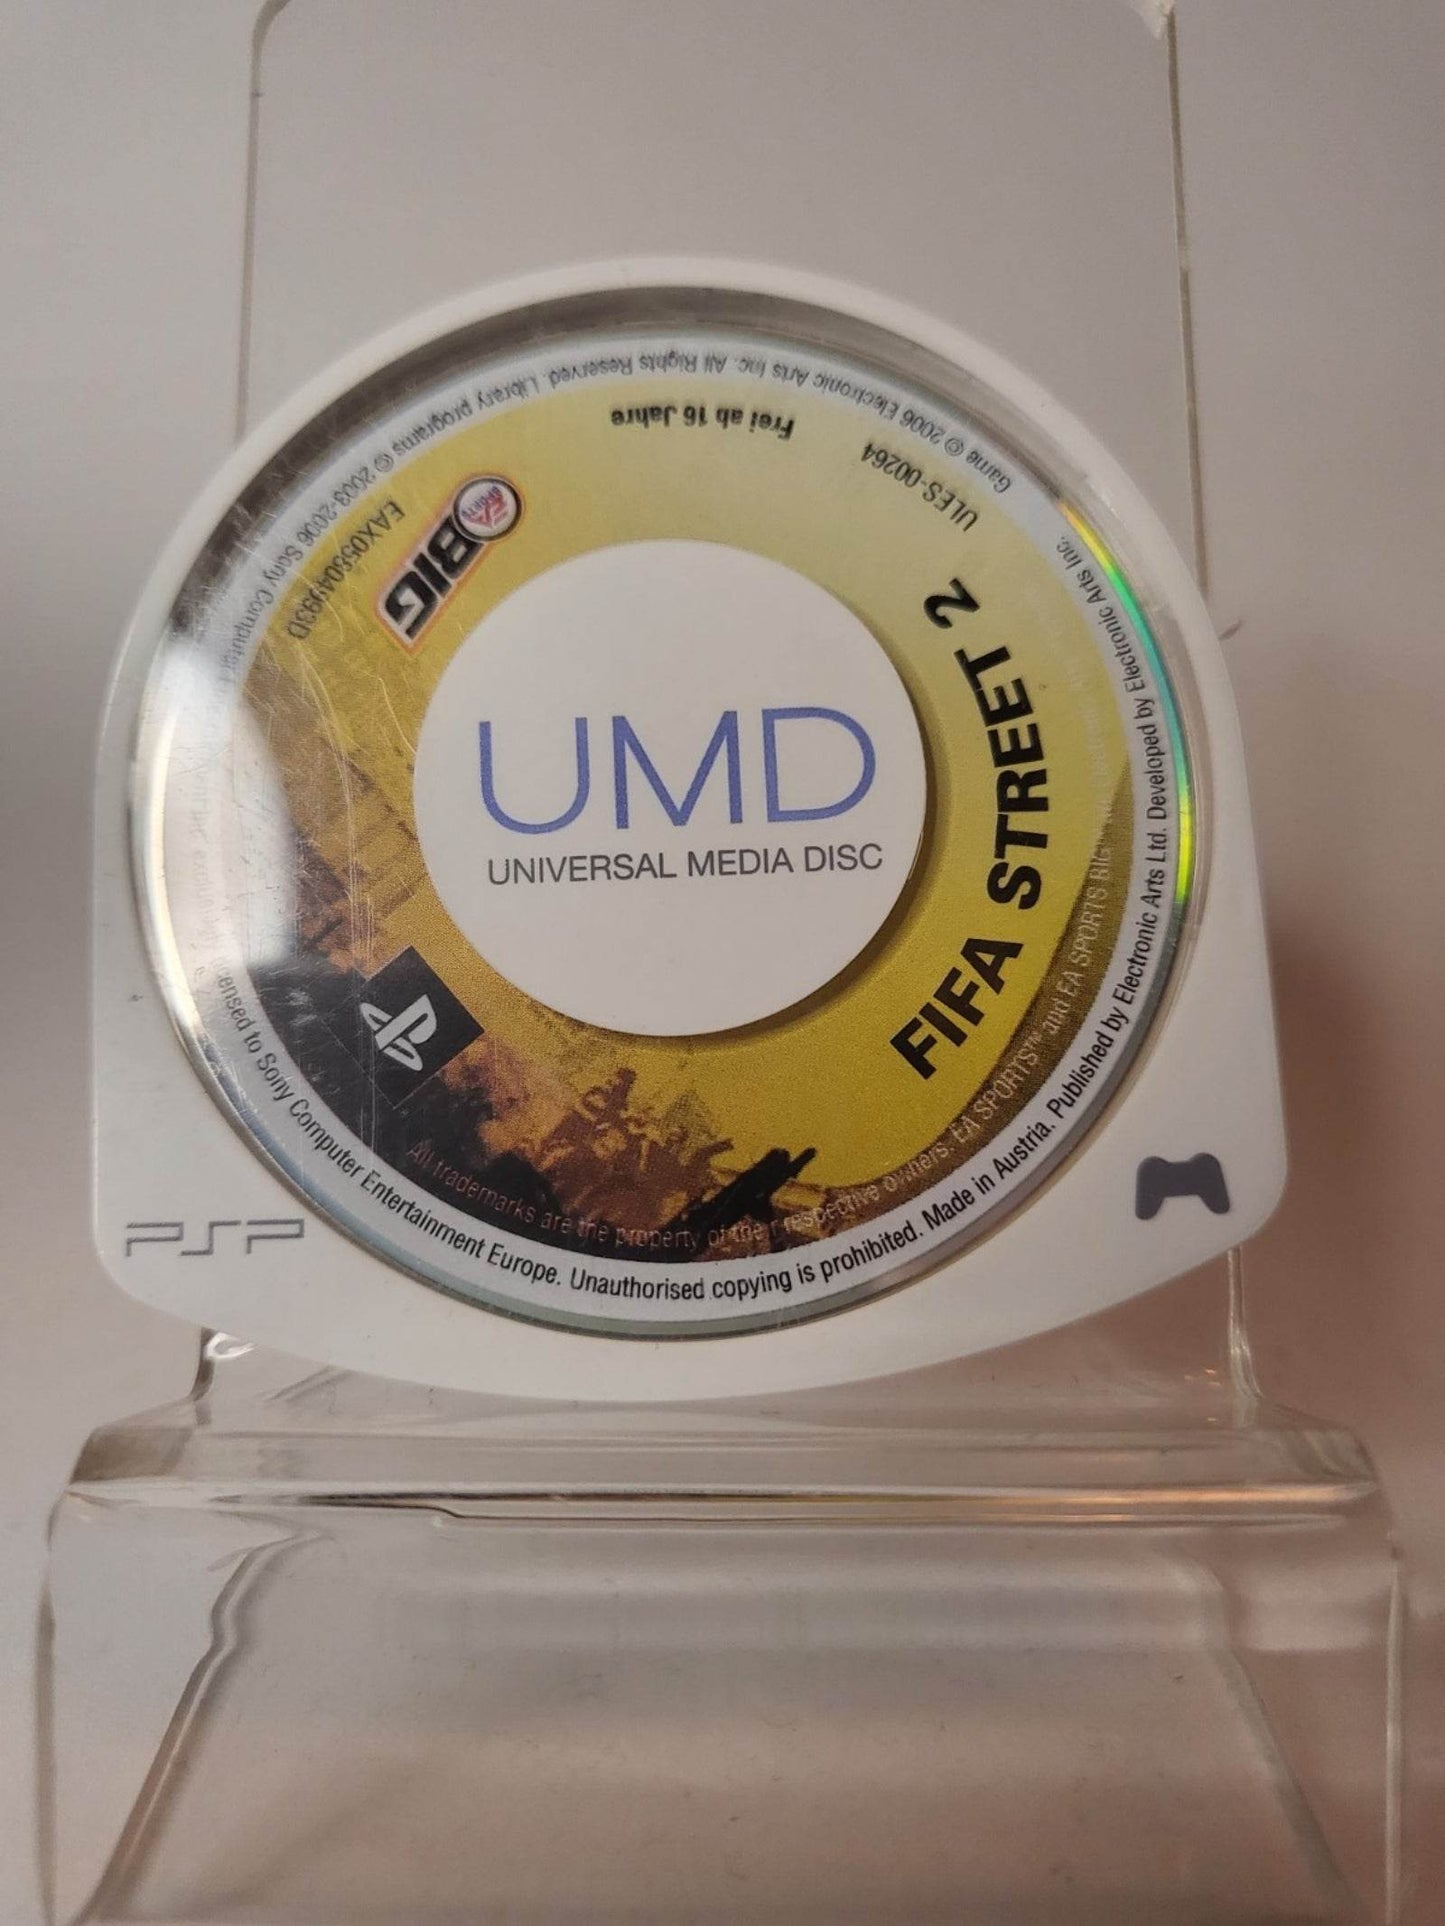 UMD
UNIVERSAL MEDIA DISC
FIFA STREET 2
ULES-00264
Frei ab 16 Jahre
EA SPORTS
BIG
PSP
Game © 2006 Electronic Arts Inc. All Rights Reserved. Library programs © 2003-2006 Sony Computer
licensed to Sony Computer Entertainment Europe. Unauthorised copying is prohibited. Made in Austria. Published by Electronic Arts Ltd. Developed by Electronic Arts Inc.
EA SPORTS™ and EA SPORTS BIG
All trademarks are the property of their respective owners.